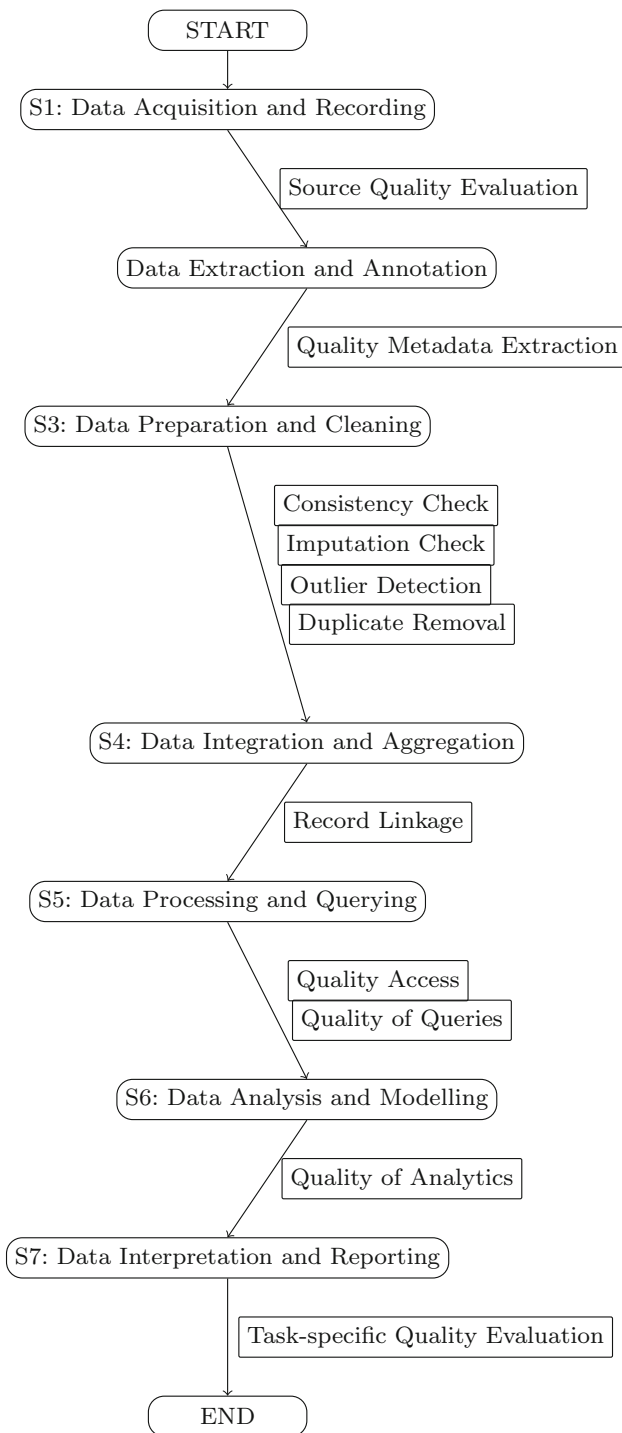 START
S1: Data Acquisition and Recording
Source Quality Evaluation
Data Extraction and Annotation
Quality Metadata Extraction
S3: Data Preparation and Cleaning
Consistency Check
Imputation Check
Outlier Detection
Duplicate Removal
S4: Data Integration and Aggregation
Record Linkage
S5: Data Processing and Querying
Quality Access
Quality of Queries
S6: Data Analysis and Modelling
Quality of Analytics
S7: Data Interpretation and Reporting
Task-specific Quality Evaluation
END